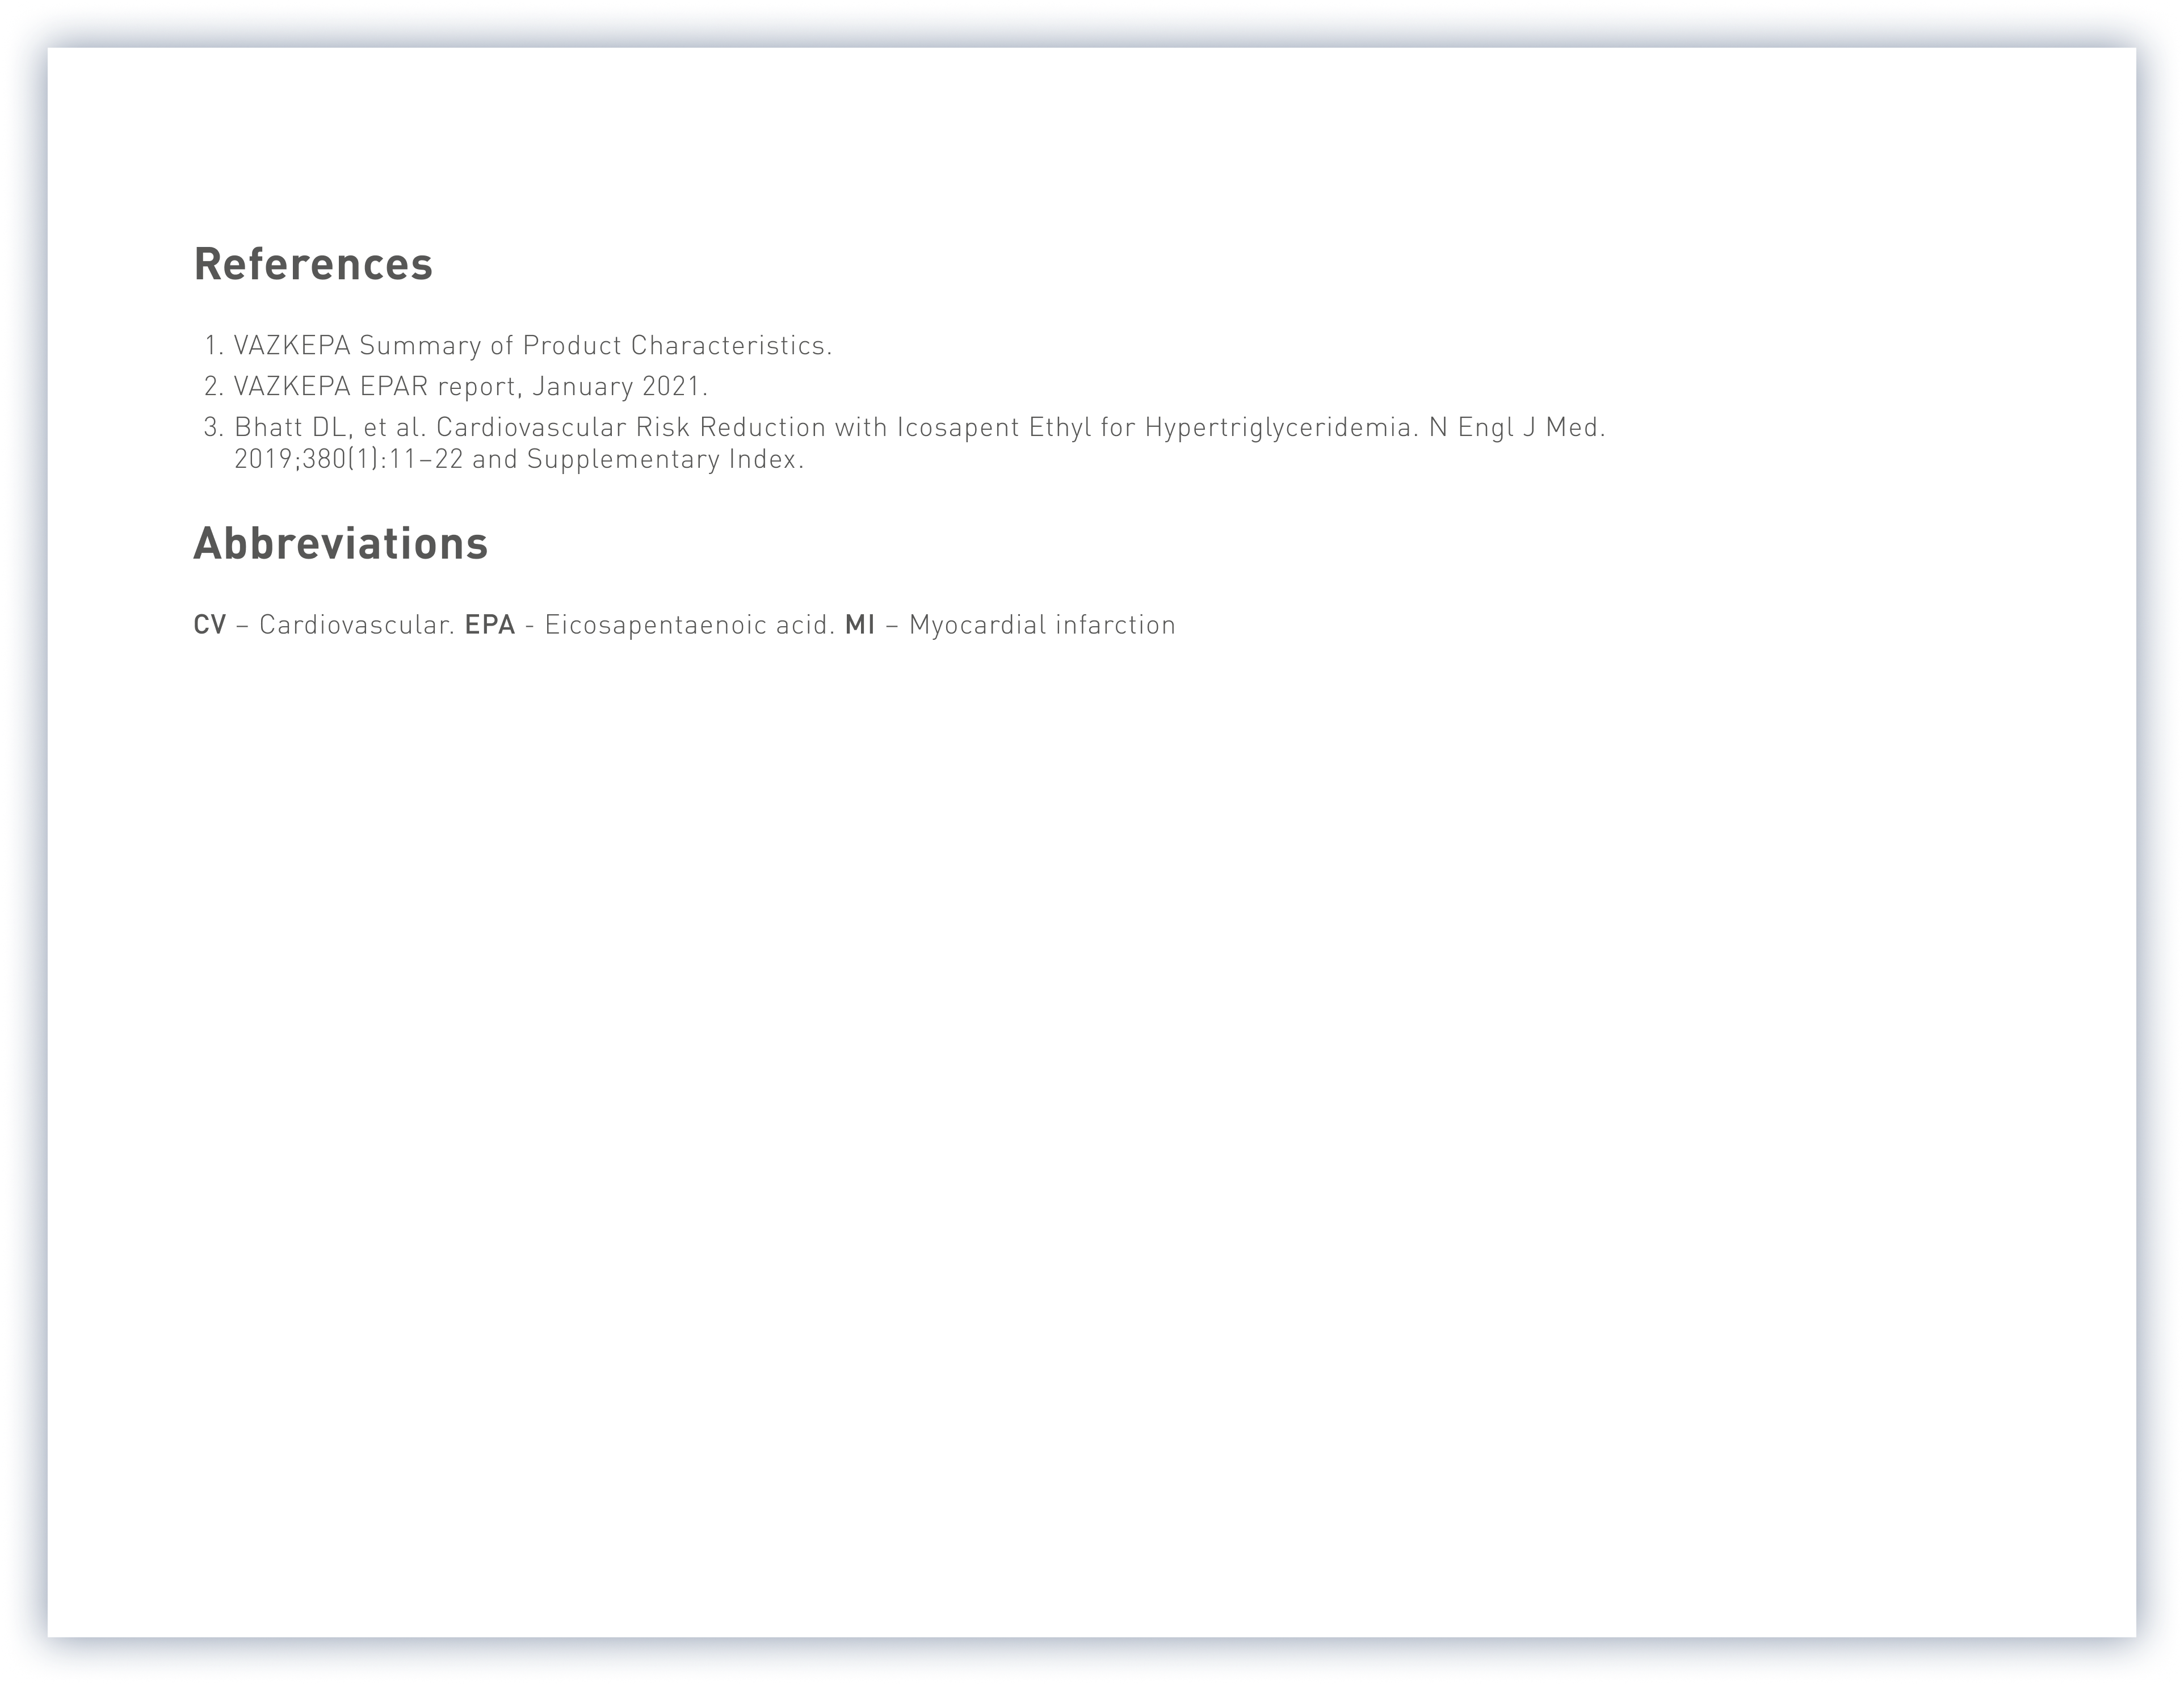 References
1. VAZKEPA Summary of Product Characteristics.
2. VAZKEPA EPAR report, January 2021.
3. Bhatt DL, et al. Cardiovascular Risk Reduction with Icosapent Ethyl for Hypertriglyceridemia. N Engl J Med.
2019;380(1):11–22 and Supplementary Index.
Abbreviations
CV – Cardiovascular. EPA - Eicosapentaenoic acid. MI – Myocardial infarction